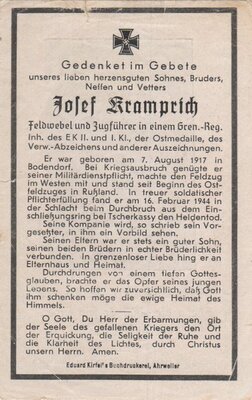 Gedenket im Gebete
unseres lieben herzensguten Sohnes, Bruders,
Neffen und Vetters
Josef Kramprich
Feldwebel und Zugführer in einem Gren.-Reg.
Inh. des EK II. und I. Kl., der Ostmedaille, des
Verw.-Abzeichens und anderer Auszeichnungen.
Er war geboren am 7. August 1917 in
Bodendorf. Bei Kriegsausbruch genügte er
seiner Militärdienstpflicht, machte den Feldzug
im Westen mit und stand seit Beginn des Ost-
feldzuges in Rußland. In treuer soldatischer
Pflichterfüllung fand er am 16. Februar 1944 in
der Schlacht beim Durchbruch aus dem Ein-
schließungsring bei Tscherkassy den Heldentod.
Seine Kompanie wird, so schrieb sein Vor-
gesetzter, in ihm ein Vorbild sehen.
Seinen Eltern war er stets ein guter Sohn,
seinen beiden Brüdern in echter Brüderlichkeit
verbunden. In grenzenloser Liebe hing er an
Elternhaus und Heimat.
Durchdrungen von einem tiefen Gottes-
glauben, brachte er das Opfer seines jungen
Lebens. So hoffen wir zuversichtlich, daß Gott
ihm schenken möge die ewige Heimat des
Himmels.
O Gott, Du Herr der Erbarmungen, gib
der Seele des gefallenen Kriegers den Ort
der Erquickung, die Seligkeit der Ruhe und
die Klarheit des Lichtes, durch Christus
unsern Herrn. Amen.
Eduard Kirfel's Buchdruckerei, Ahrweiler